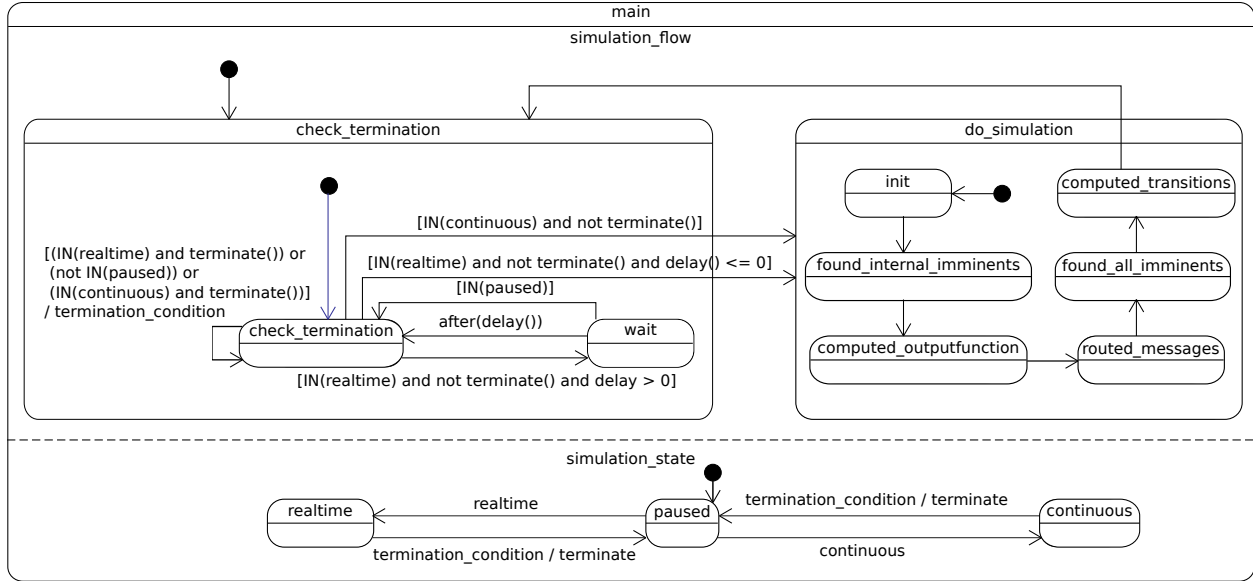 main
simulation_flow
check_termination
do_simulation
init
computed_transitions
[IN(continuous) and not terminate()]
[(IN(realtime) and terminate()) or
(not IN(paused)) or
(IN(continuous) and terminate())]
/ termination_condition
[IN(realtime) and not terminate() and delay() <= 0]
found_internal_imminents
found_all_imminents
[IN(paused)]
after(delay())
check_termination
wait
computed_outputfunction
routed_messages
[IN(realtime) and not terminate() and delay > 0]
simulation_state
realtime
realtime
paused
termination_condition / terminate
continuous
termination_condition / terminate
continuous